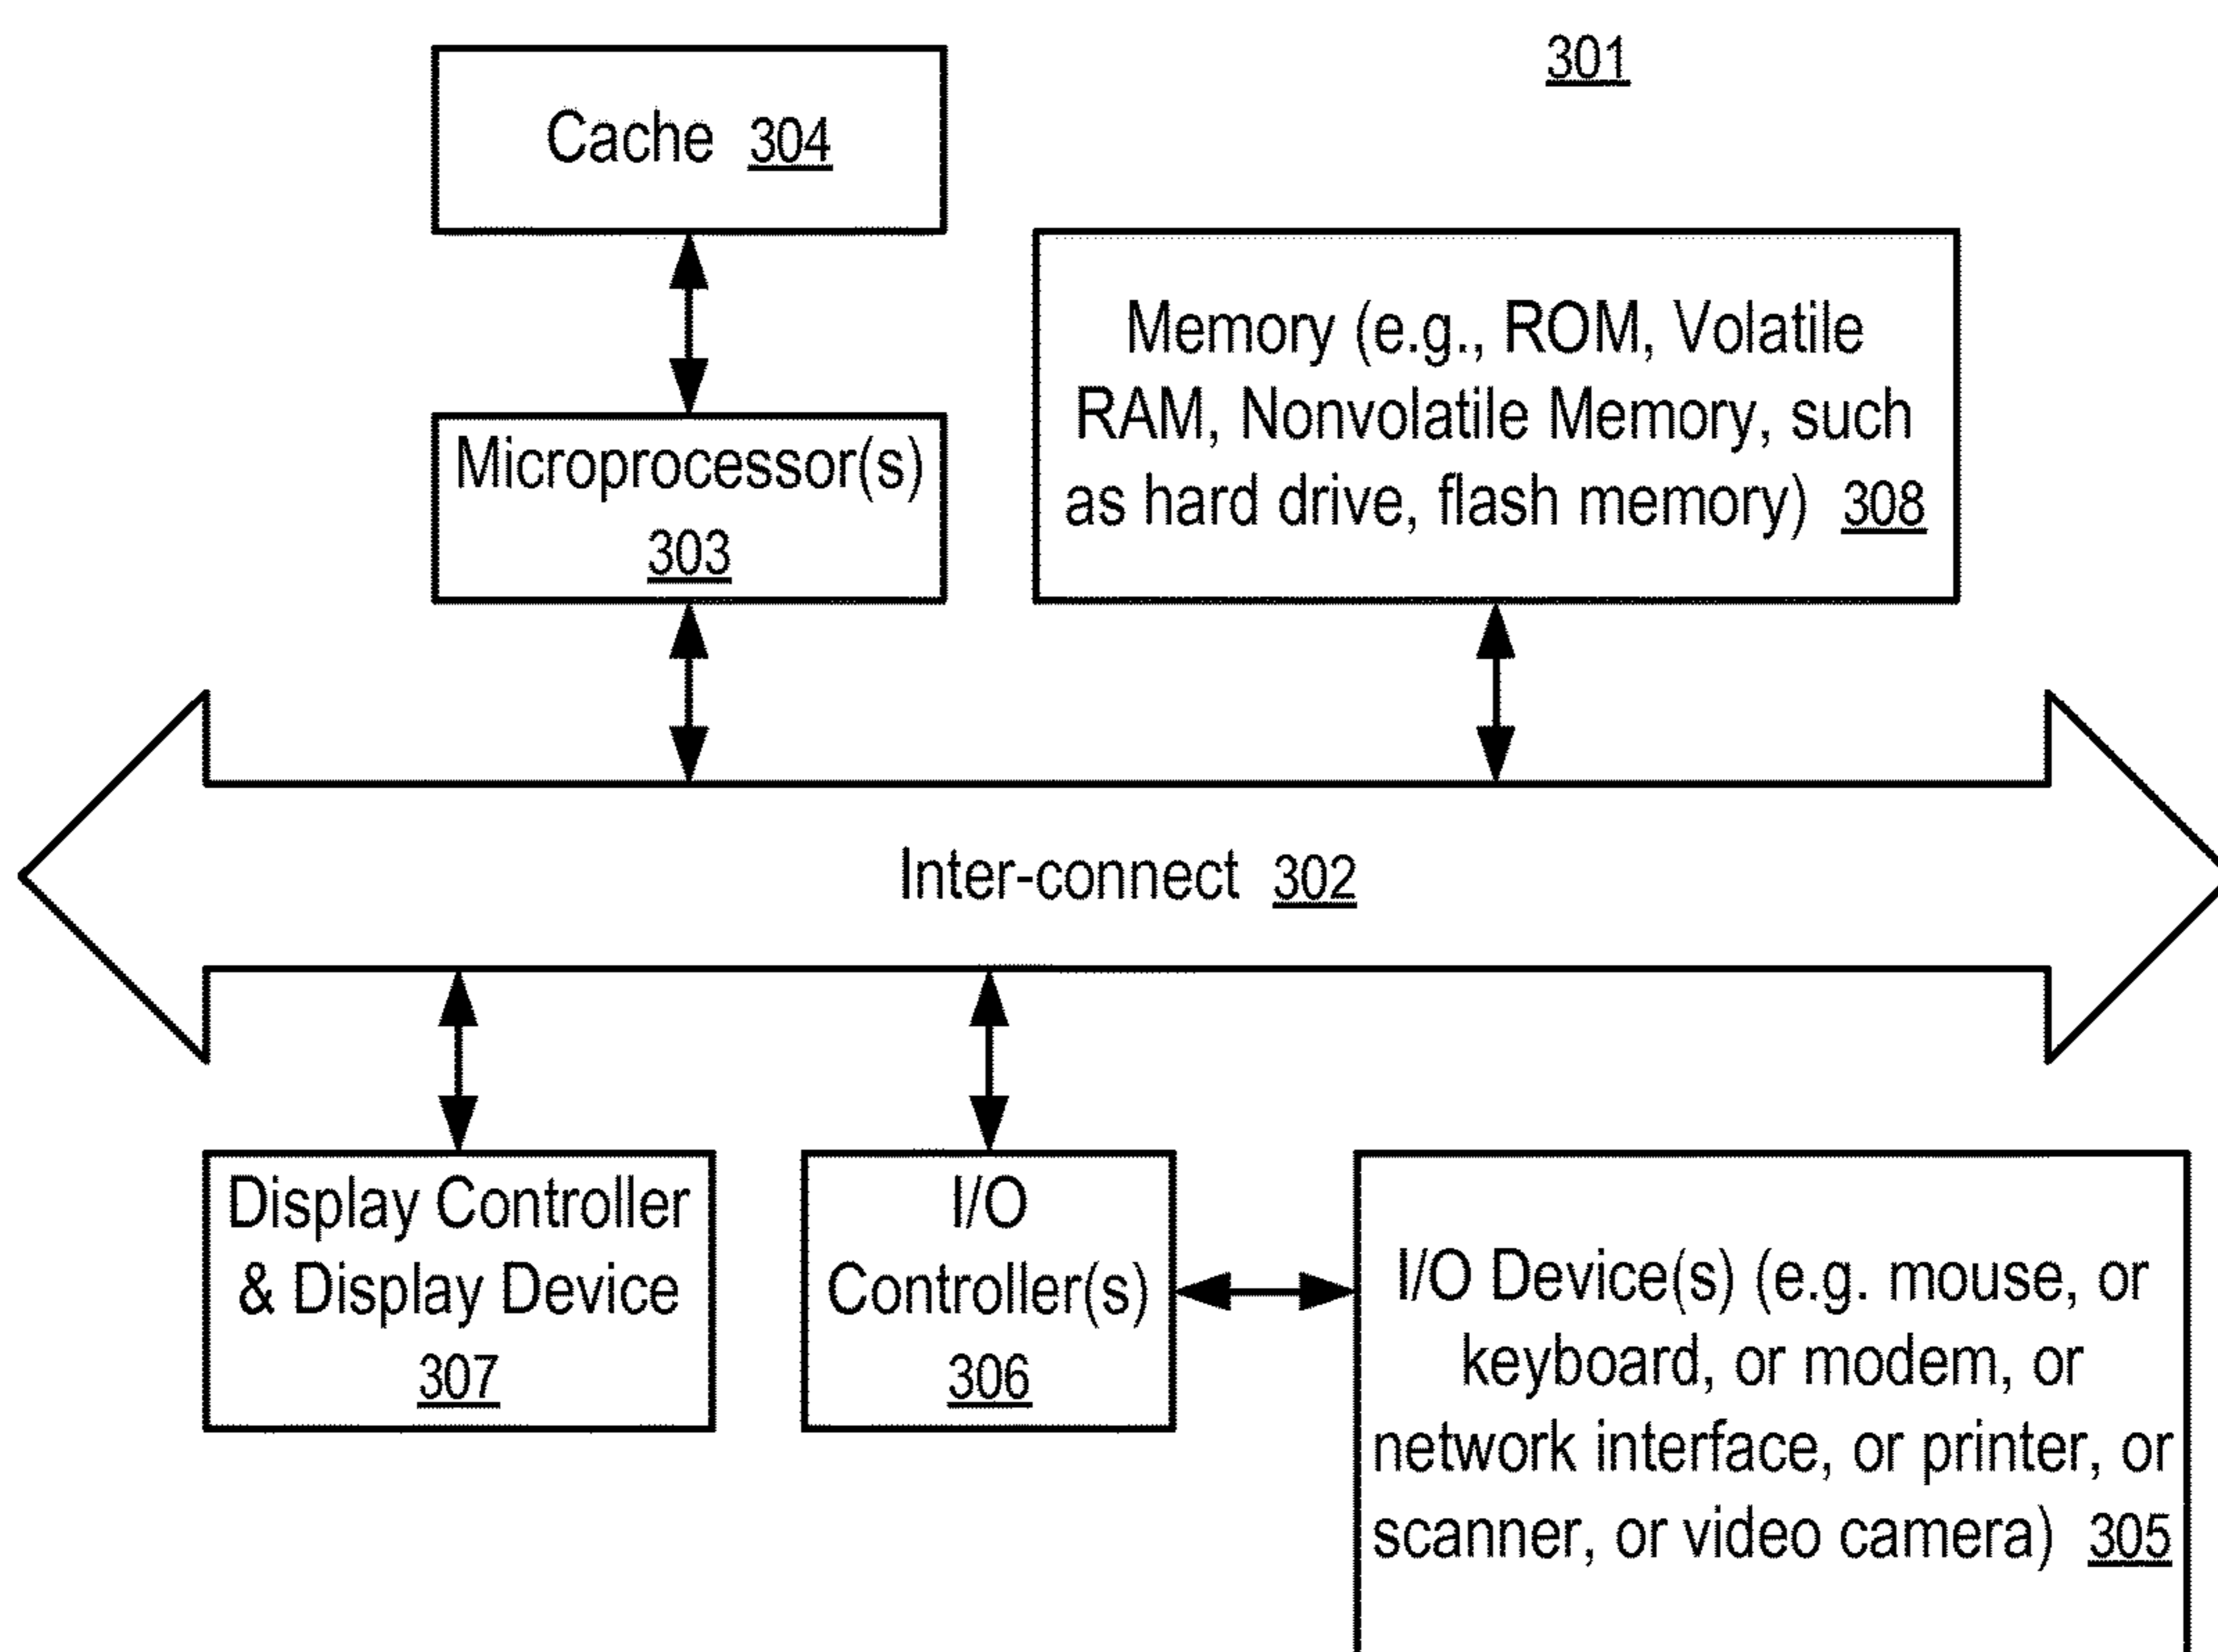 301
Cache 304
Microprocessor(s)
303
Memory (e.g., ROM, Volatile
RAM, Nonvolatile Memory, such
as hard drive, flash memory) 308
Inter-connect 302
Display Controller
& Display Device
307
I/O
Controller(s)
306
I/O Device(s) (e.g. mouse, or
keyboard, or modem, or
network interface, or printer, or
scanner, or video camera) 305